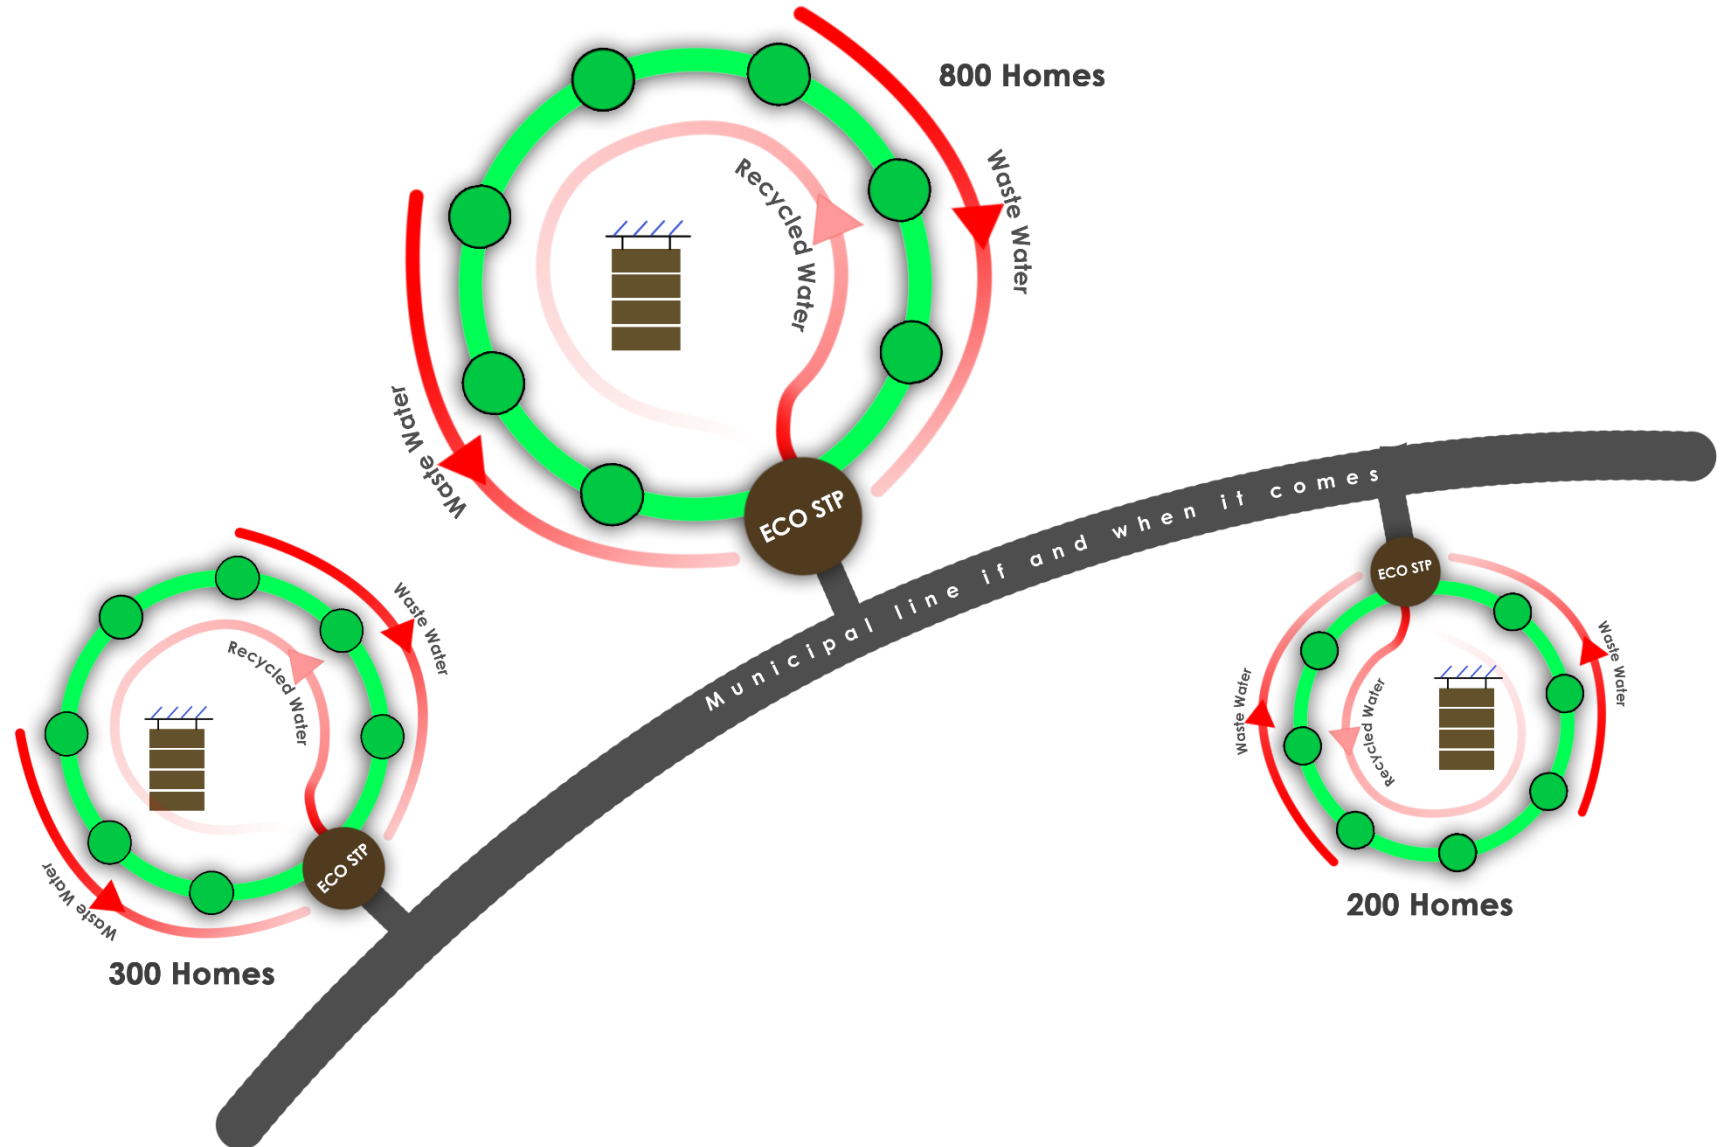 800 Homes
Waste Water
Recycled Water
Waste Water
ECO STP
Municipal line if and when it comes
Waste Water
Recycled Water
Waste Water
ECO STP
300 Homes
ECO STP
Waste Water
Waste Water
Recycled Water
200 Homes